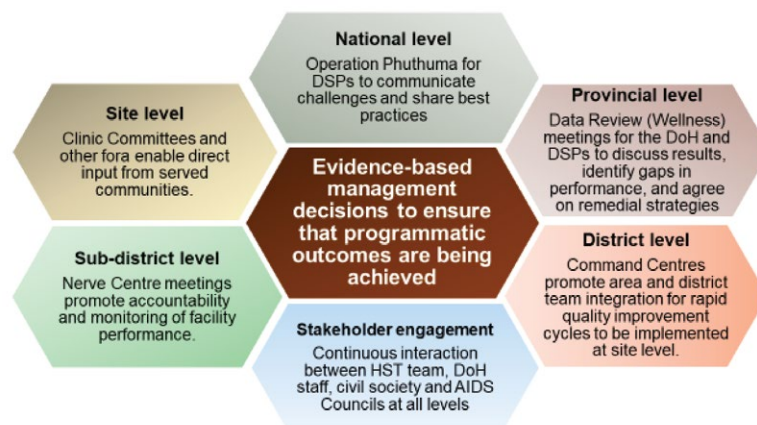 National level
Operation Phuthuma for
DSPs to communicate
challenges and share best
practices
Provincial level
Data Review (Wellness)
meetings for the DoH and
DSPs to discuss results,
identify gaps in
performance, and agree
on remedial strategies
District level
Command Centres
promote area and district
team integration for rapid
quality improvement
cycles to be implemented
at site level.
Stakeholder engagement
Continuous interaction
between HST team, DoH
staff, civil society and AIDS
Councils at all levels
Sub-district level
Nerve Centre meetings
promote accountability
and monitoring of facility
performance.
Site level
Clinic Committees and
other fora enable direct
input from served
communities.
Evidence-based
management
decisions to ensure
that programmatic
outcomes are being
achieved